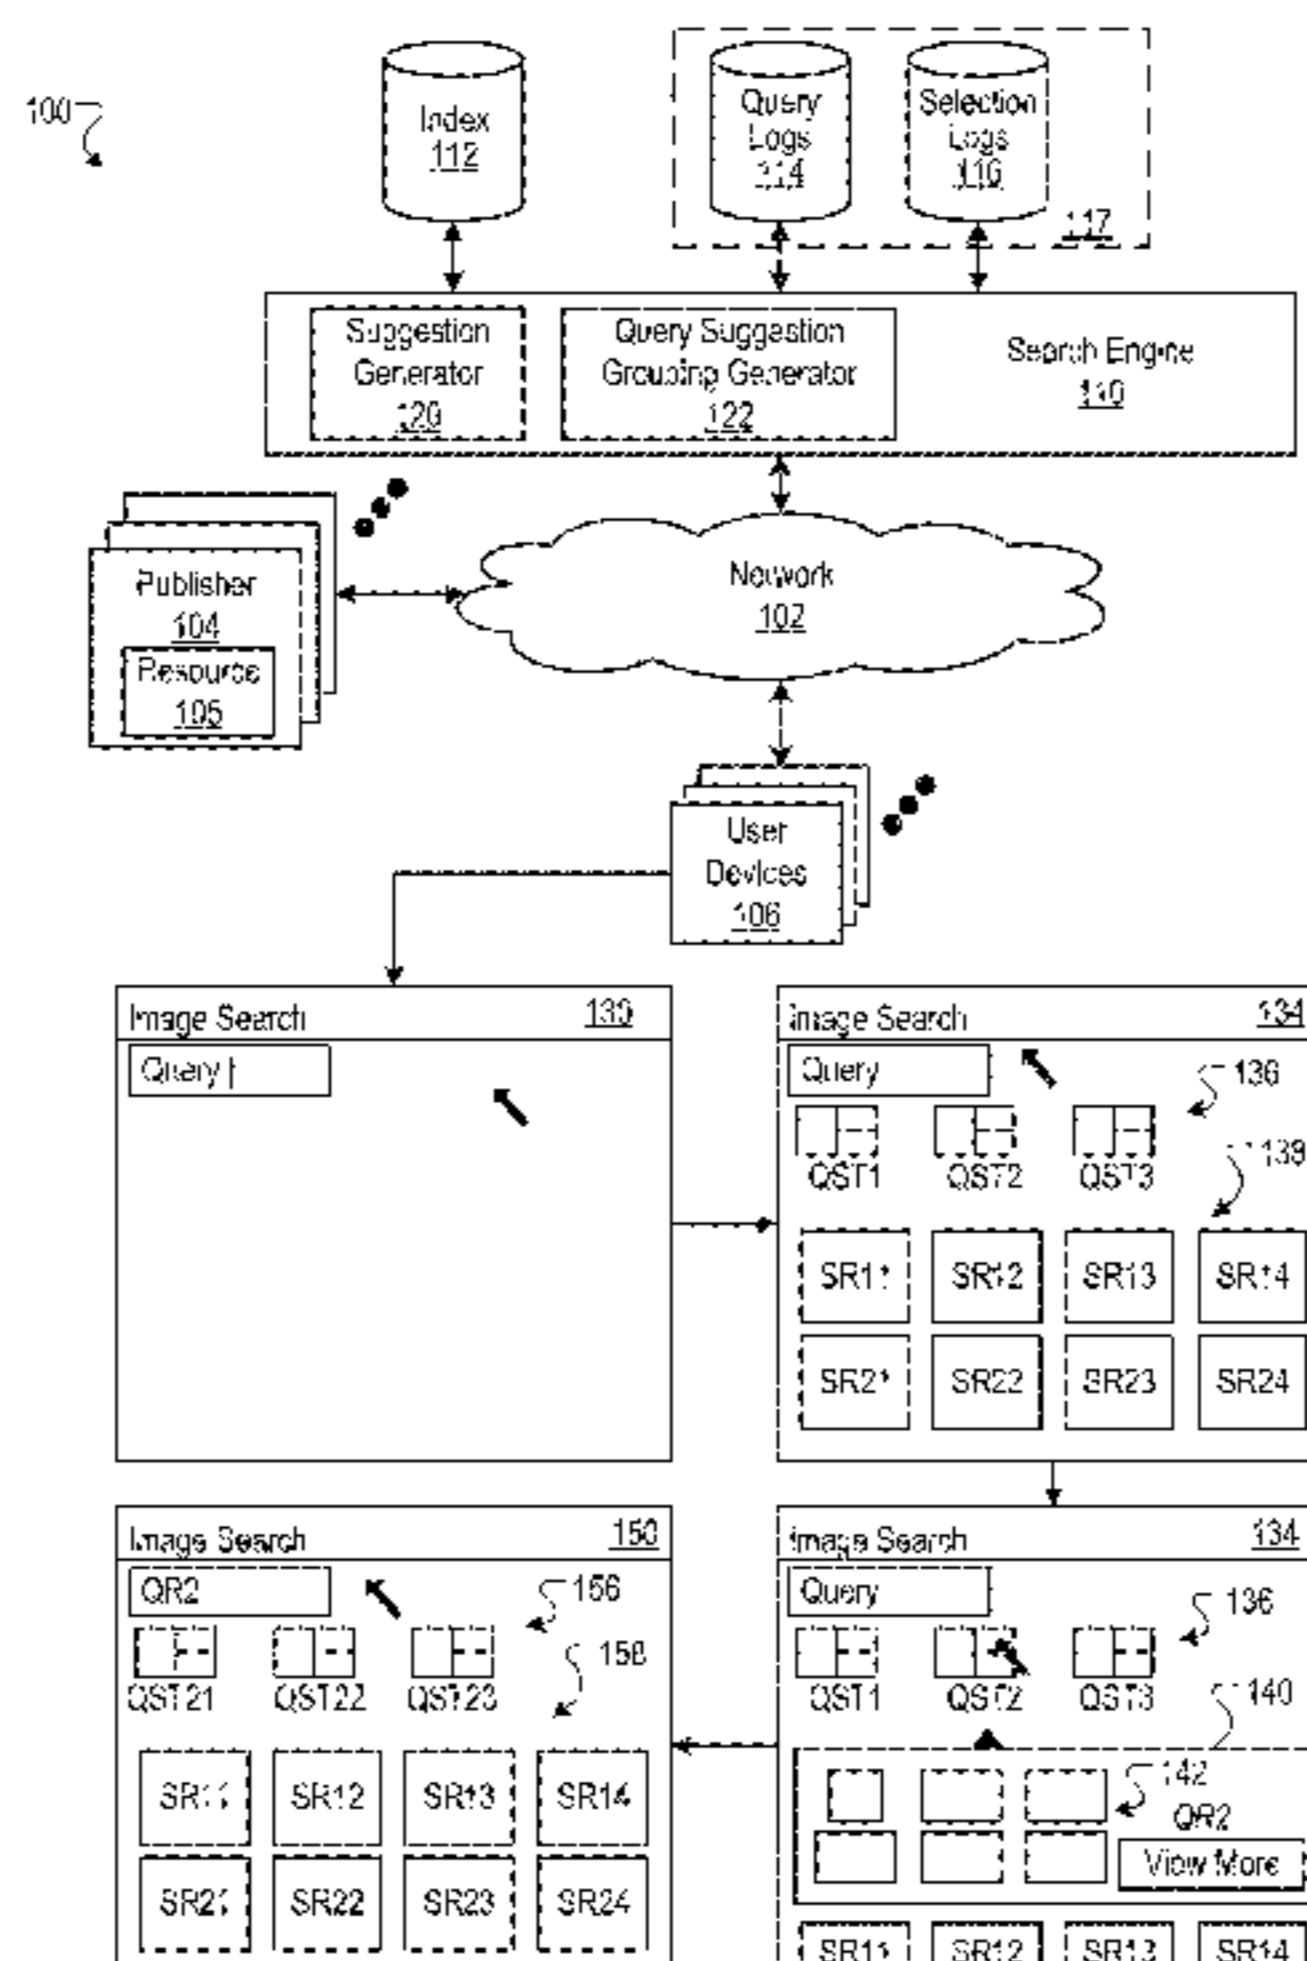 100
Index
112
Query
Logs
114
Selection
Logs
116
117
Suggestion
Generator
120
Query Suggestion
Grouping Generator
122
Search Engine
110
Publisher
104
Resource
105
Network
102
User
Devices
106
Image Search 130
Query
Image Search 134
Query
136
QST1 QST2 QST3
138
SR11 SR12 SR13 SR14
SR21 SR22 SR23 SR24
Image Search 150
QR2
156
158
QST21 QST22 QST23
SR11 SR12 SR13 SR14
SR21 SR22 SR23 SR24
Image Search 134
Query
136
QST1 QST2 QST3
140
142
QR2
View More
SR11 SR12 SR13 SR14